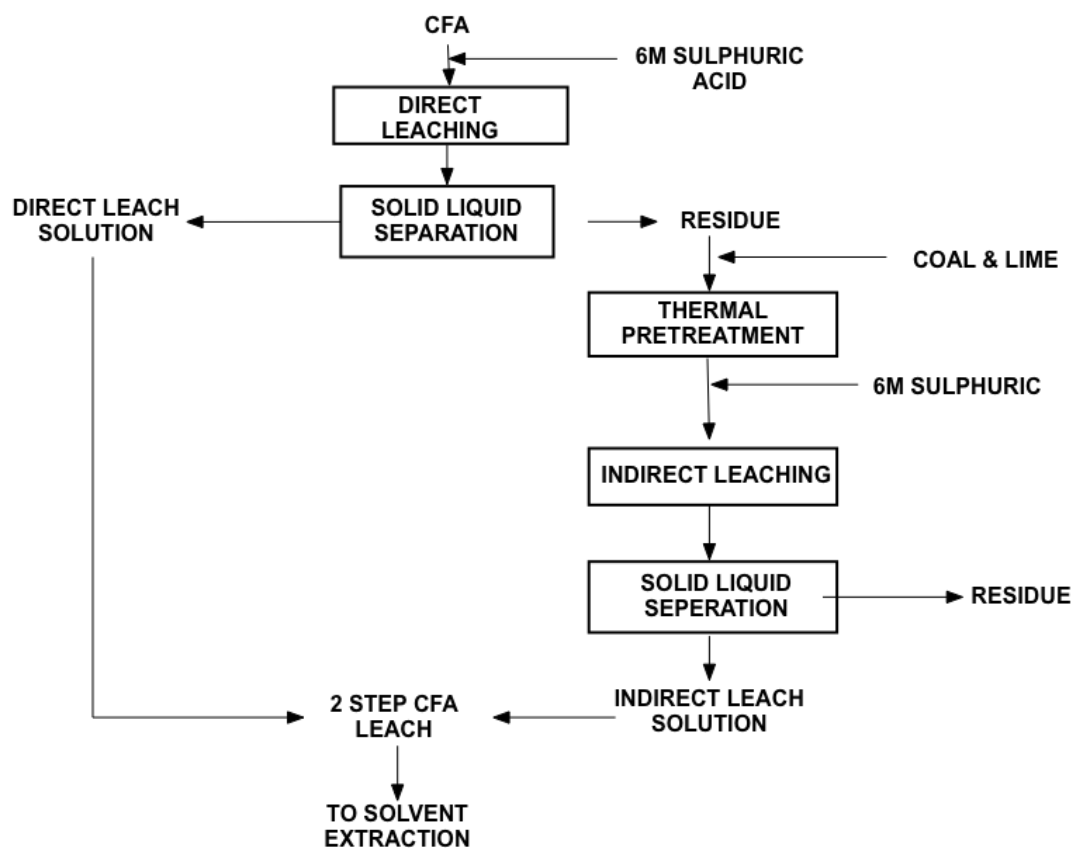 CFA
6M SULPHURIC
ACID
DIRECT
LEACHING
DIRECT LEACH
SOLUTION
SOLID LIQUID
SEPARATION
RESIDUE
COAL & LIME
THERMAL
PRETREATMENT
6M SULPHURIC
INDIRECT LEACHING
SOLID LIQUID
SEPERATION
RESIDUE
2 STEP CFA
LEACH
INDIRECT LEACH
SOLUTION
TO SOLVENT
EXTRACTION